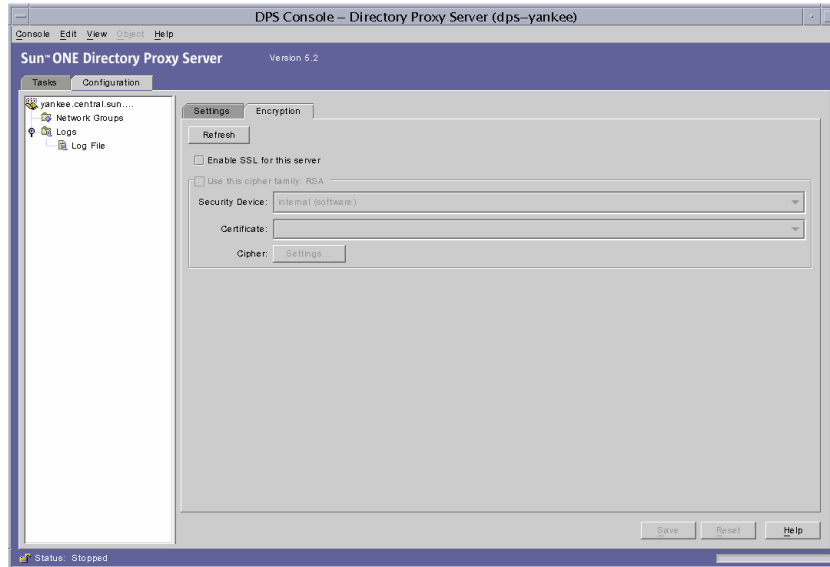 DPS Console – Directory Proxy Server (dps–yankee)
Console Edit View Object Help
Sun™ ONE Directory Proxy Server Version 5.2
Tasks Configuration
yankee.central.sun....
Network Groups
Logs
Log File
Settings Encryption
Refresh
Enable SSL for this server
Use this cipher family: RSA
Security Device: internal (software)
Certificate:
Cipher: Settings...
Save Reset Help
Status: Stopped